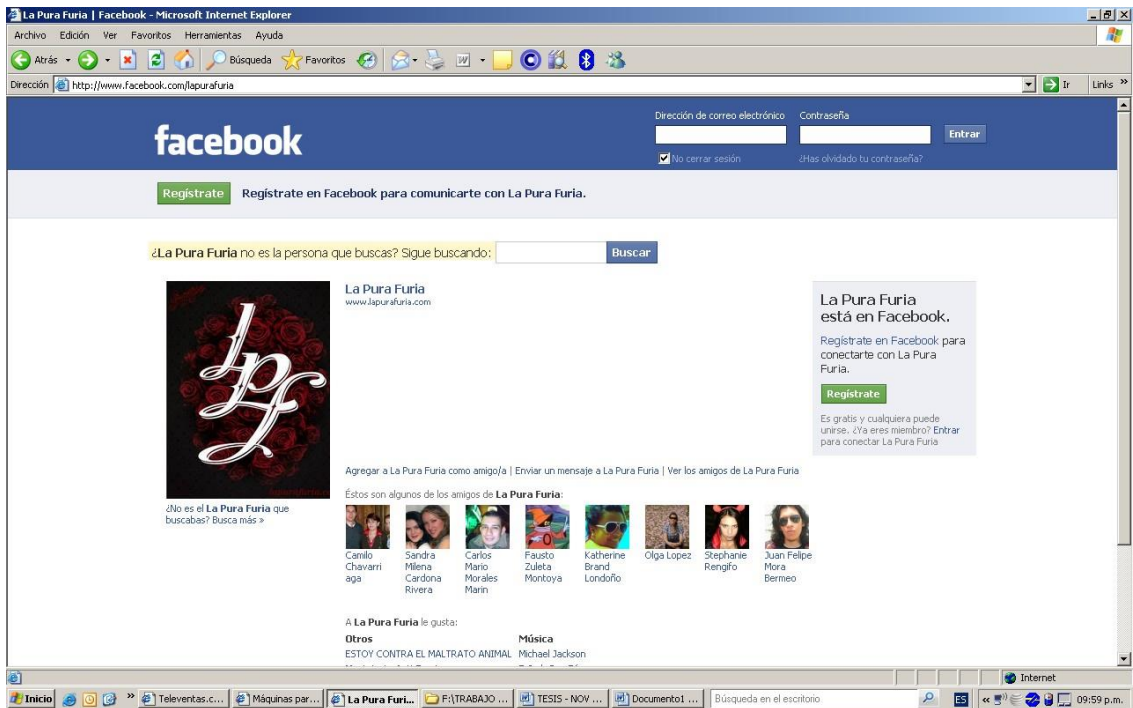 La Pura Furia | Facebook - Microsoft Internet Explorer
Archivo Edición Ver Favoritos Herramientas Ayuda
Atrás Búsqueda Favoritos
Dirección http://www.facebook.com/lapurafuria Ir Links »
facebook
Dirección de correo electrónico Contraseña
Entrar
No cerrar sesión ¿Has olvidado tu contraseña?
Regístrate Regístrate en Facebook para comunicarte con La Pura Furia.
¿La Pura Furia no es la persona que buscas? Sigue buscando: Buscar
lpf
¿No es el La Pura Furia que
buscabas? Busca más »
La Pura Furia
www.lapurafuria.com
La Pura Furia
está en Facebook.
Regístrate en Facebook para
conectarte con La Pura
Furia.
Regístrate
Es gratis y cualquiera puede
unirse. ¿Ya eres miembro? Entrar
para conectar La Pura Furia
Agregar a La Pura Furia como amigo/a | Enviar un mensaje a La Pura Furia | Ver los amigos de La Pura Furia
Éstos son algunos de los amigos de La Pura Furia:
Camilo
Chavarri
aga
Sandra
Milena
Cardona
Rivera
Carlos
Mario
Morales
Marin
Fausto
Zuleta
Montoya
Katherine
Brand
Londoño
Olga Lopez
Stephanie
Rengifo
Juan Felipe
Mora
Bermeo
A La Pura Furia le gusta:
Otros Música
ESTOY CONTRA EL MALTRATO ANIMAL Michael Jackson
Internet
Inicio » Televentas.c... Máquinas par... La Pura Furi... F:\TRABAJO ... TESIS - NOV ... Documento1 ... Búsqueda en el escritorio ES « 09:59 p.m.